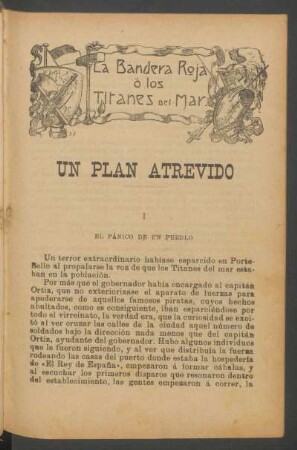 La Bandera Roja
ó los
Titanes del Mar.
UN PLAN ATREVIDO
I
EL PÁNICO DE UN PUEBLO
Un terror extraordinario habíase esparcido en Porte-
Belle al propalarse la voz de que los Titanes del mar esta-
ban en la población.
Por más que el gobernador había encargado al capitán
Ortiz, que no exteriorisase el aparato de fuerzas para
apoderarse de aquellos famosos piratas, cuyos hechos
abultados, como es consiguiente, iban esparciéndose por
todo el virreinato, la verdad era, que la curiosidad se exci-
tó al ver cruzar las calles de la ciudad aquel número de
soldados bajo la dirección nada menos que del capitán
Ortiz, ayudante del gobernador. Hubo algunos individuos
que le fueron siguiendo, y al ver que distribuía la fuerza
rodeando las casas del puerto donde estaba la hospedería
de «El Rey de España», empezaron á formar cábalas, y
al escuchar los primeros disparos que resonaron dentro
del establecimiento, las gentes empezaron á correr, la